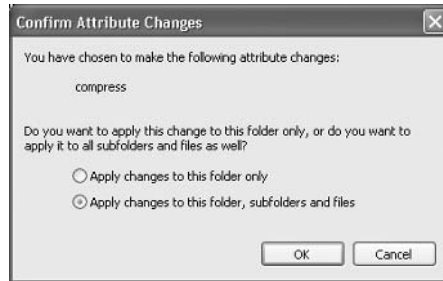 Confirm Attribute Changes
You have chosen to make the following attribute changes:
compress
Do you want to apply this change to this folder only, or do you want to
apply it to all subfolders and files as well?
Apply changes to this folder only
Apply changes to this folder, subfolders and files
OK Cancel